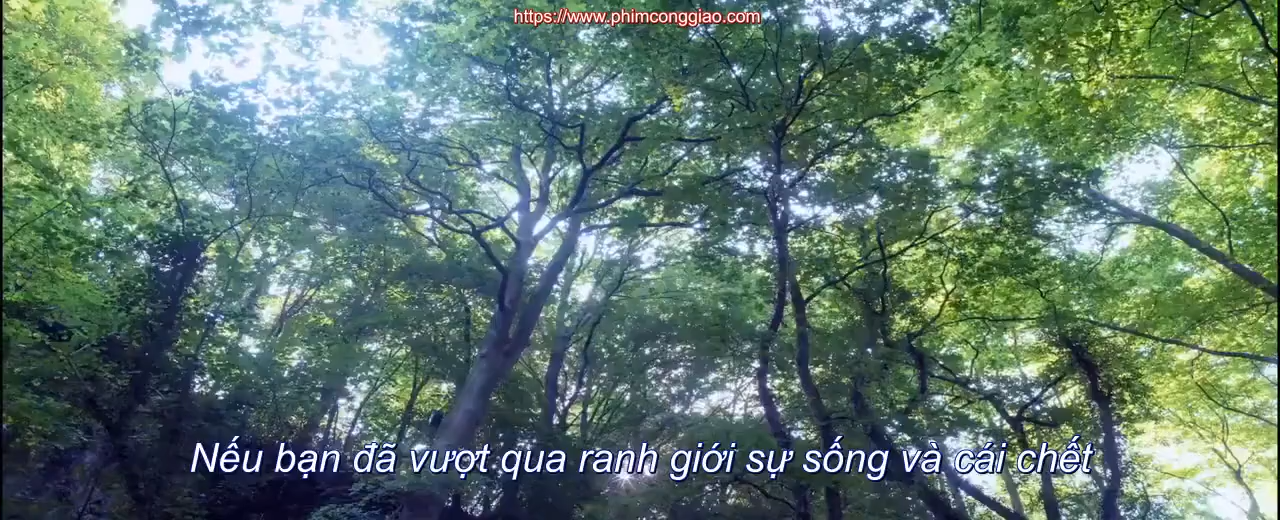 https://www.phimconggiao.com
Nếu bạn đã vượt qua ranh giới sự sống và cái chết